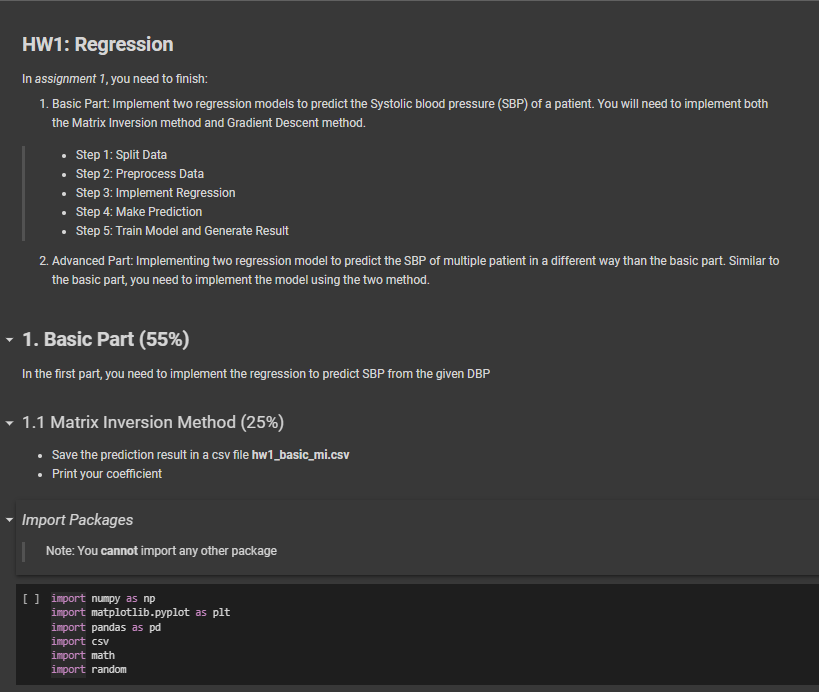 HW1: Regression
In assignment 1, you need to finish:
1. Basic Part: Implement two regression models to predict the Systolic blood pressure (SBP) of a patient. You will need to implement both
the Matrix Inversion method and Gradient Descent method.
• Step 1: Split Data
• Step 2: Preprocess Data
• Step 3: Implement Regression
• Step 4: Make Prediction
• Step 5: Train Model and Generate Result
2. Advanced Part: Implementing two regression model to predict the SBP of multiple patient in a different way than the basic part. Similar to
the basic part, you need to implement the model using the two method.
1. Basic Part (55%)
In the first part, you need to implement the regression to predict SBP from the given DBP
1.1 Matrix Inversion Method (25%)
• Save the prediction result in a csv file hw1_basic_mi.csv
• Print your coefficient
Import Packages
Note: You cannot import any other package
[ ] import numpy as np
import matplotlib.pyplot as plt
import pandas as pd
import csv
import math
import random